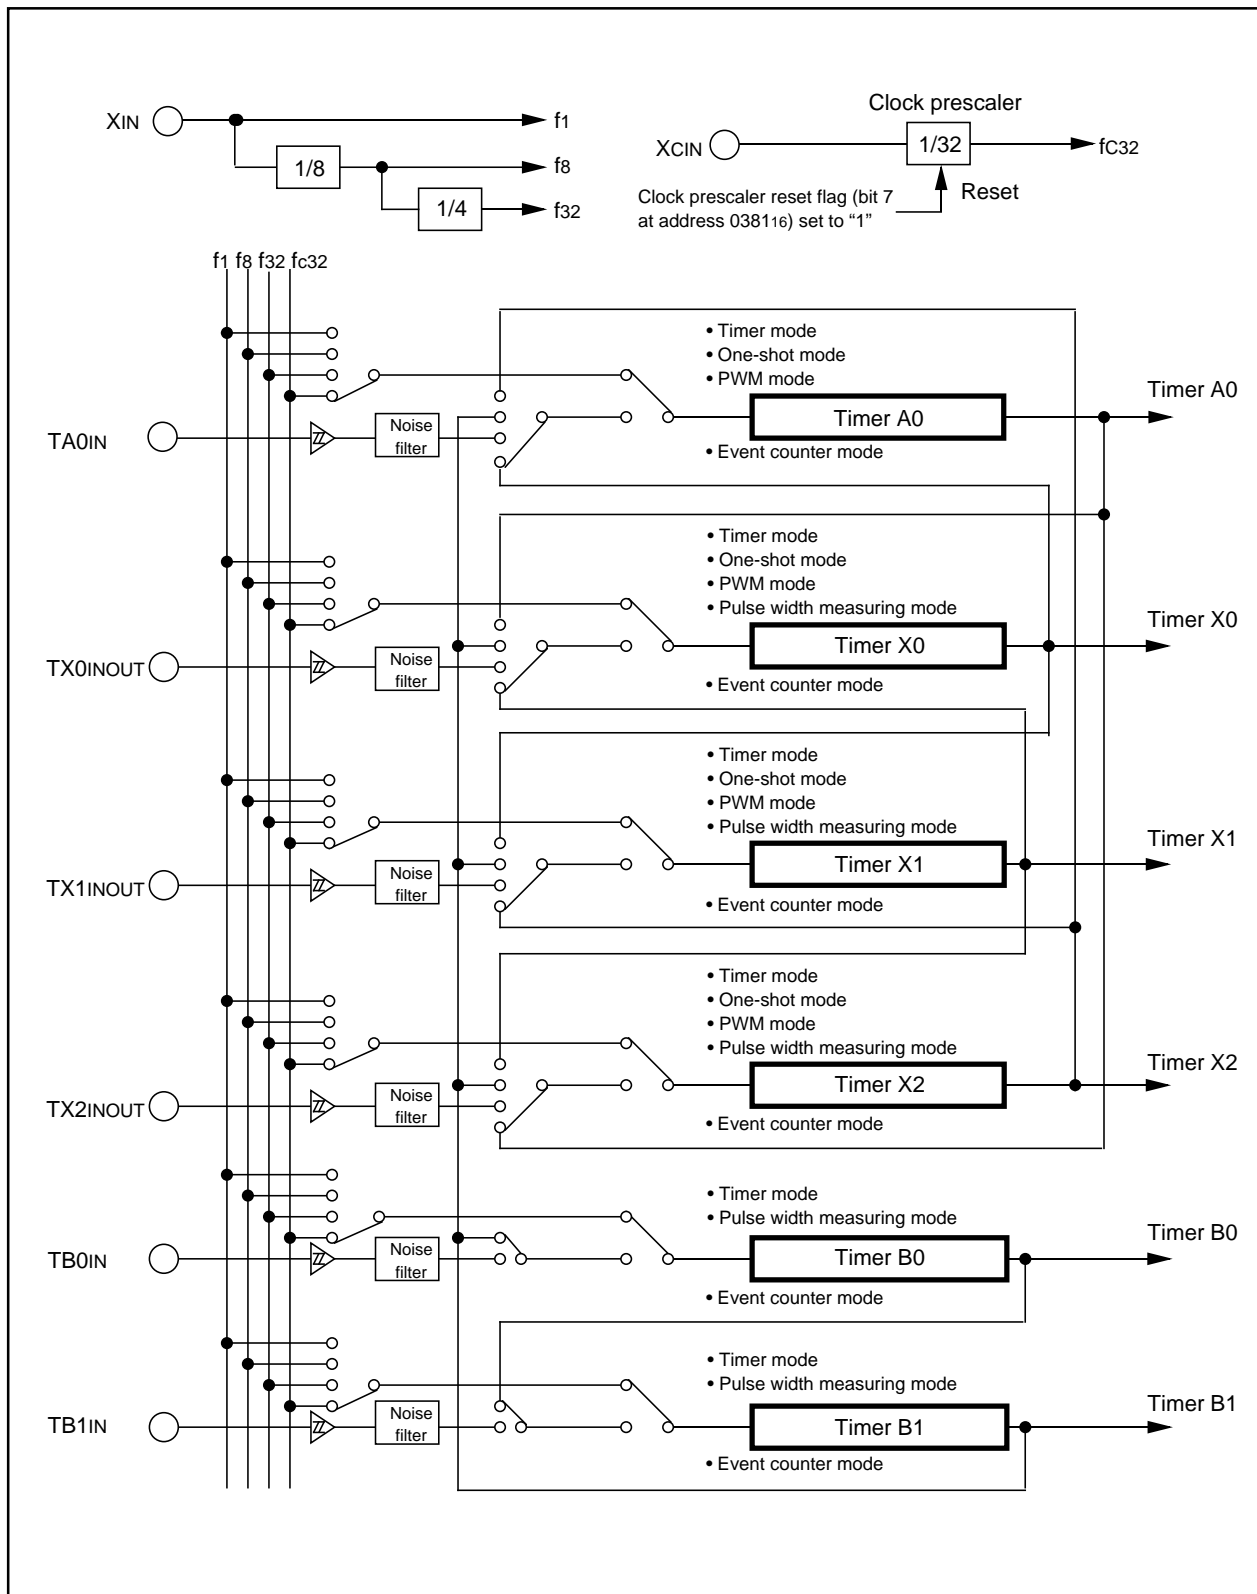 XIN
f1
1/8
f8
1/4
f32
Clock prescaler
XCIN
1/32
fC32
Reset
Clock prescaler reset flag (bit 7
at address 038116) set to “1”
f1 f8 f32 fc32
• Timer mode
• One-shot mode
• PWM mode
Timer A0
Timer A0
TA0IN
Noise
filter
• Event counter mode
• Timer mode
• One-shot mode
• PWM mode
• Pulse width measuring mode
Timer X0
Timer X0
TX0INOUT
Noise
filter
• Event counter mode
• Timer mode
• One-shot mode
• PWM mode
• Pulse width measuring mode
Timer X1
Timer X1
TX1INOUT
Noise
filter
• Event counter mode
• Timer mode
• One-shot mode
• PWM mode
• Pulse width measuring mode
Timer X2
Timer X2
TX2INOUT
Noise
filter
• Event counter mode
• Timer mode
• Pulse width measuring mode
Timer B0
Timer B0
TB0IN
Noise
filter
• Event counter mode
• Timer mode
• Pulse width measuring mode
Timer B1
Timer B1
TB1IN
Noise
filter
• Event counter mode